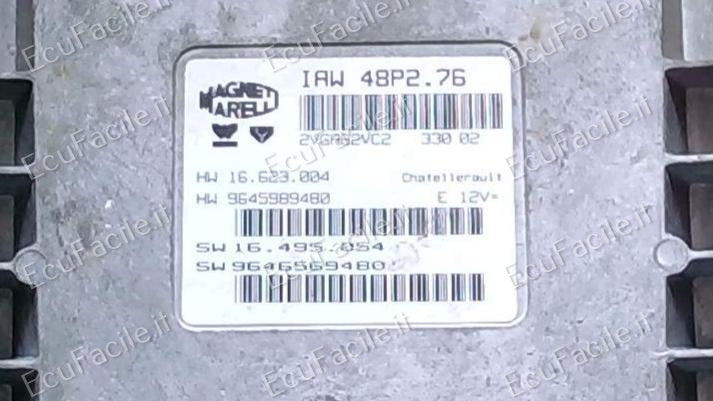 IAW 48P2.76
MAGNETI
MARELLI
2VGA52VC2 330 02
HW 16.623.004 Chatellerault
HW 9645989480 E 12V=
SW 16.495.054
SW 9646569480
EcuFacile.it